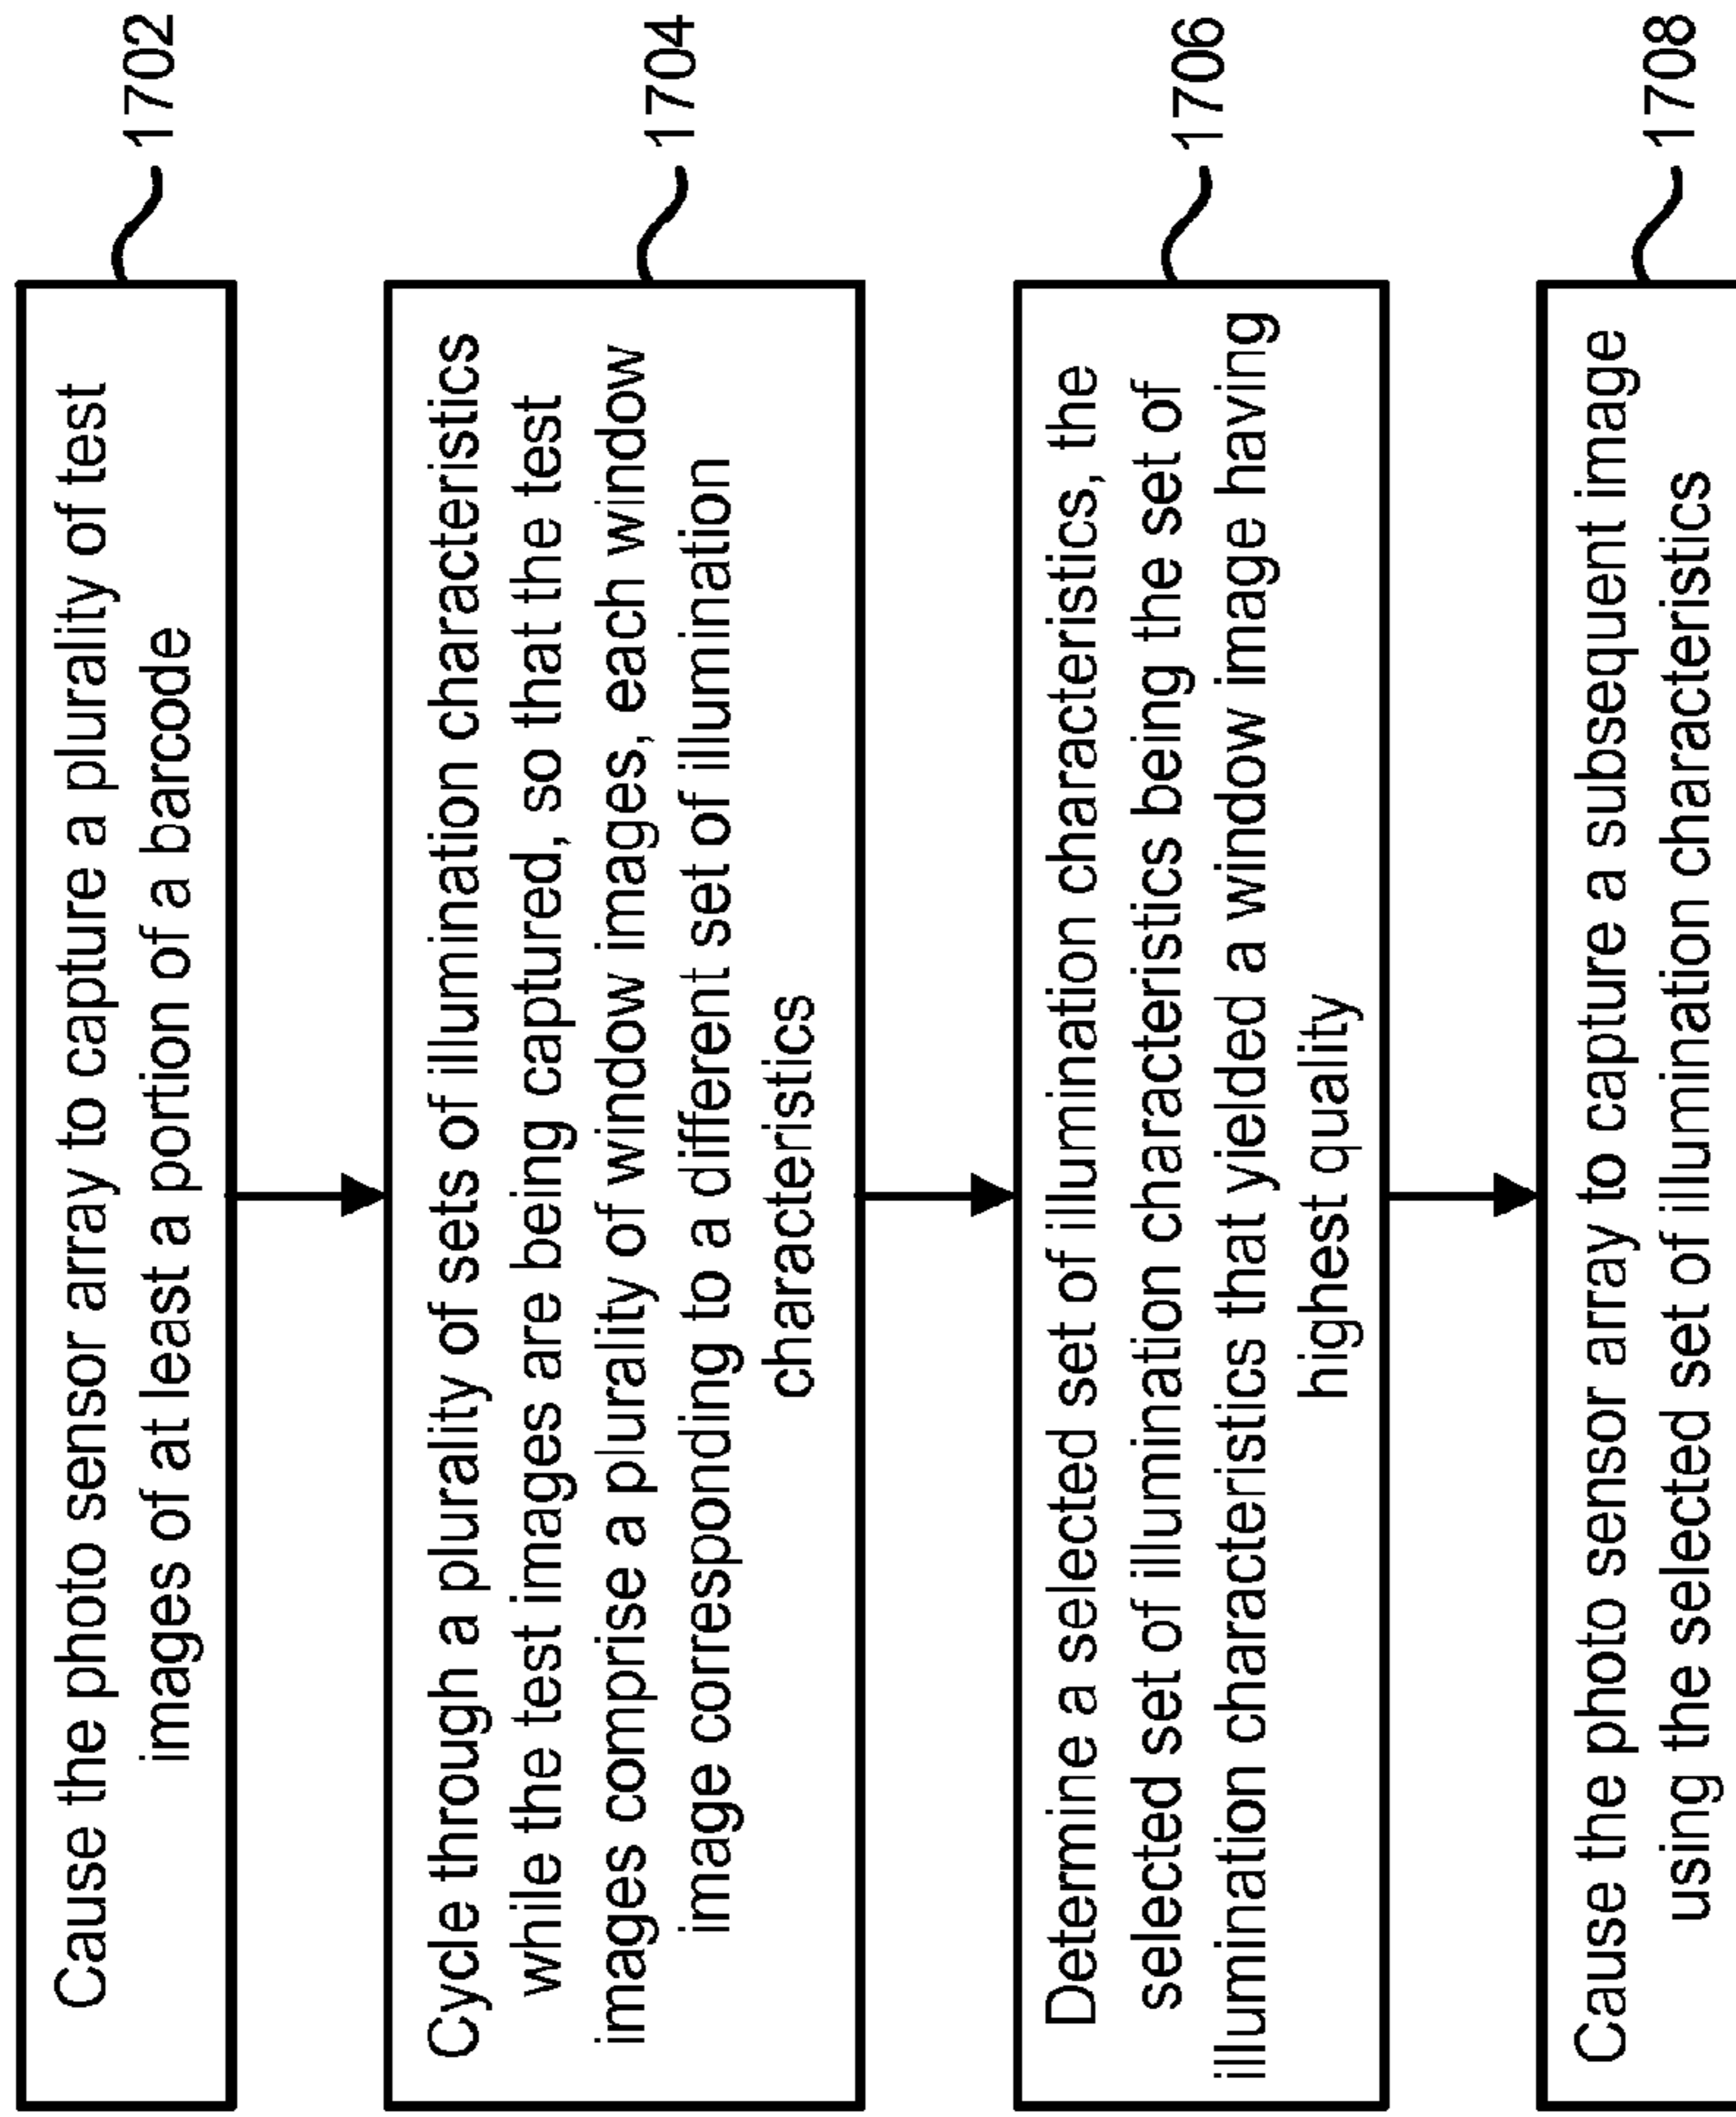 Cause the photo sensor array to capture a plurality of test
images of at least a portion of a barcode
1702
Cycle through a plurality of sets of illumination characteristics
while the test images are being captured, so that the test
images comprise a plurality of window images, each window
image corresponding to a different set of illumination
characteristics
1704
Determine a selected set of illumination characteristics, the
selected set of illumination characteristics being the set of
illumination characteristics that yielded a window image having
highest quality
1706
Cause the photo sensor array to capture a subsequent image
using the selected set of illumination characteristics
1708